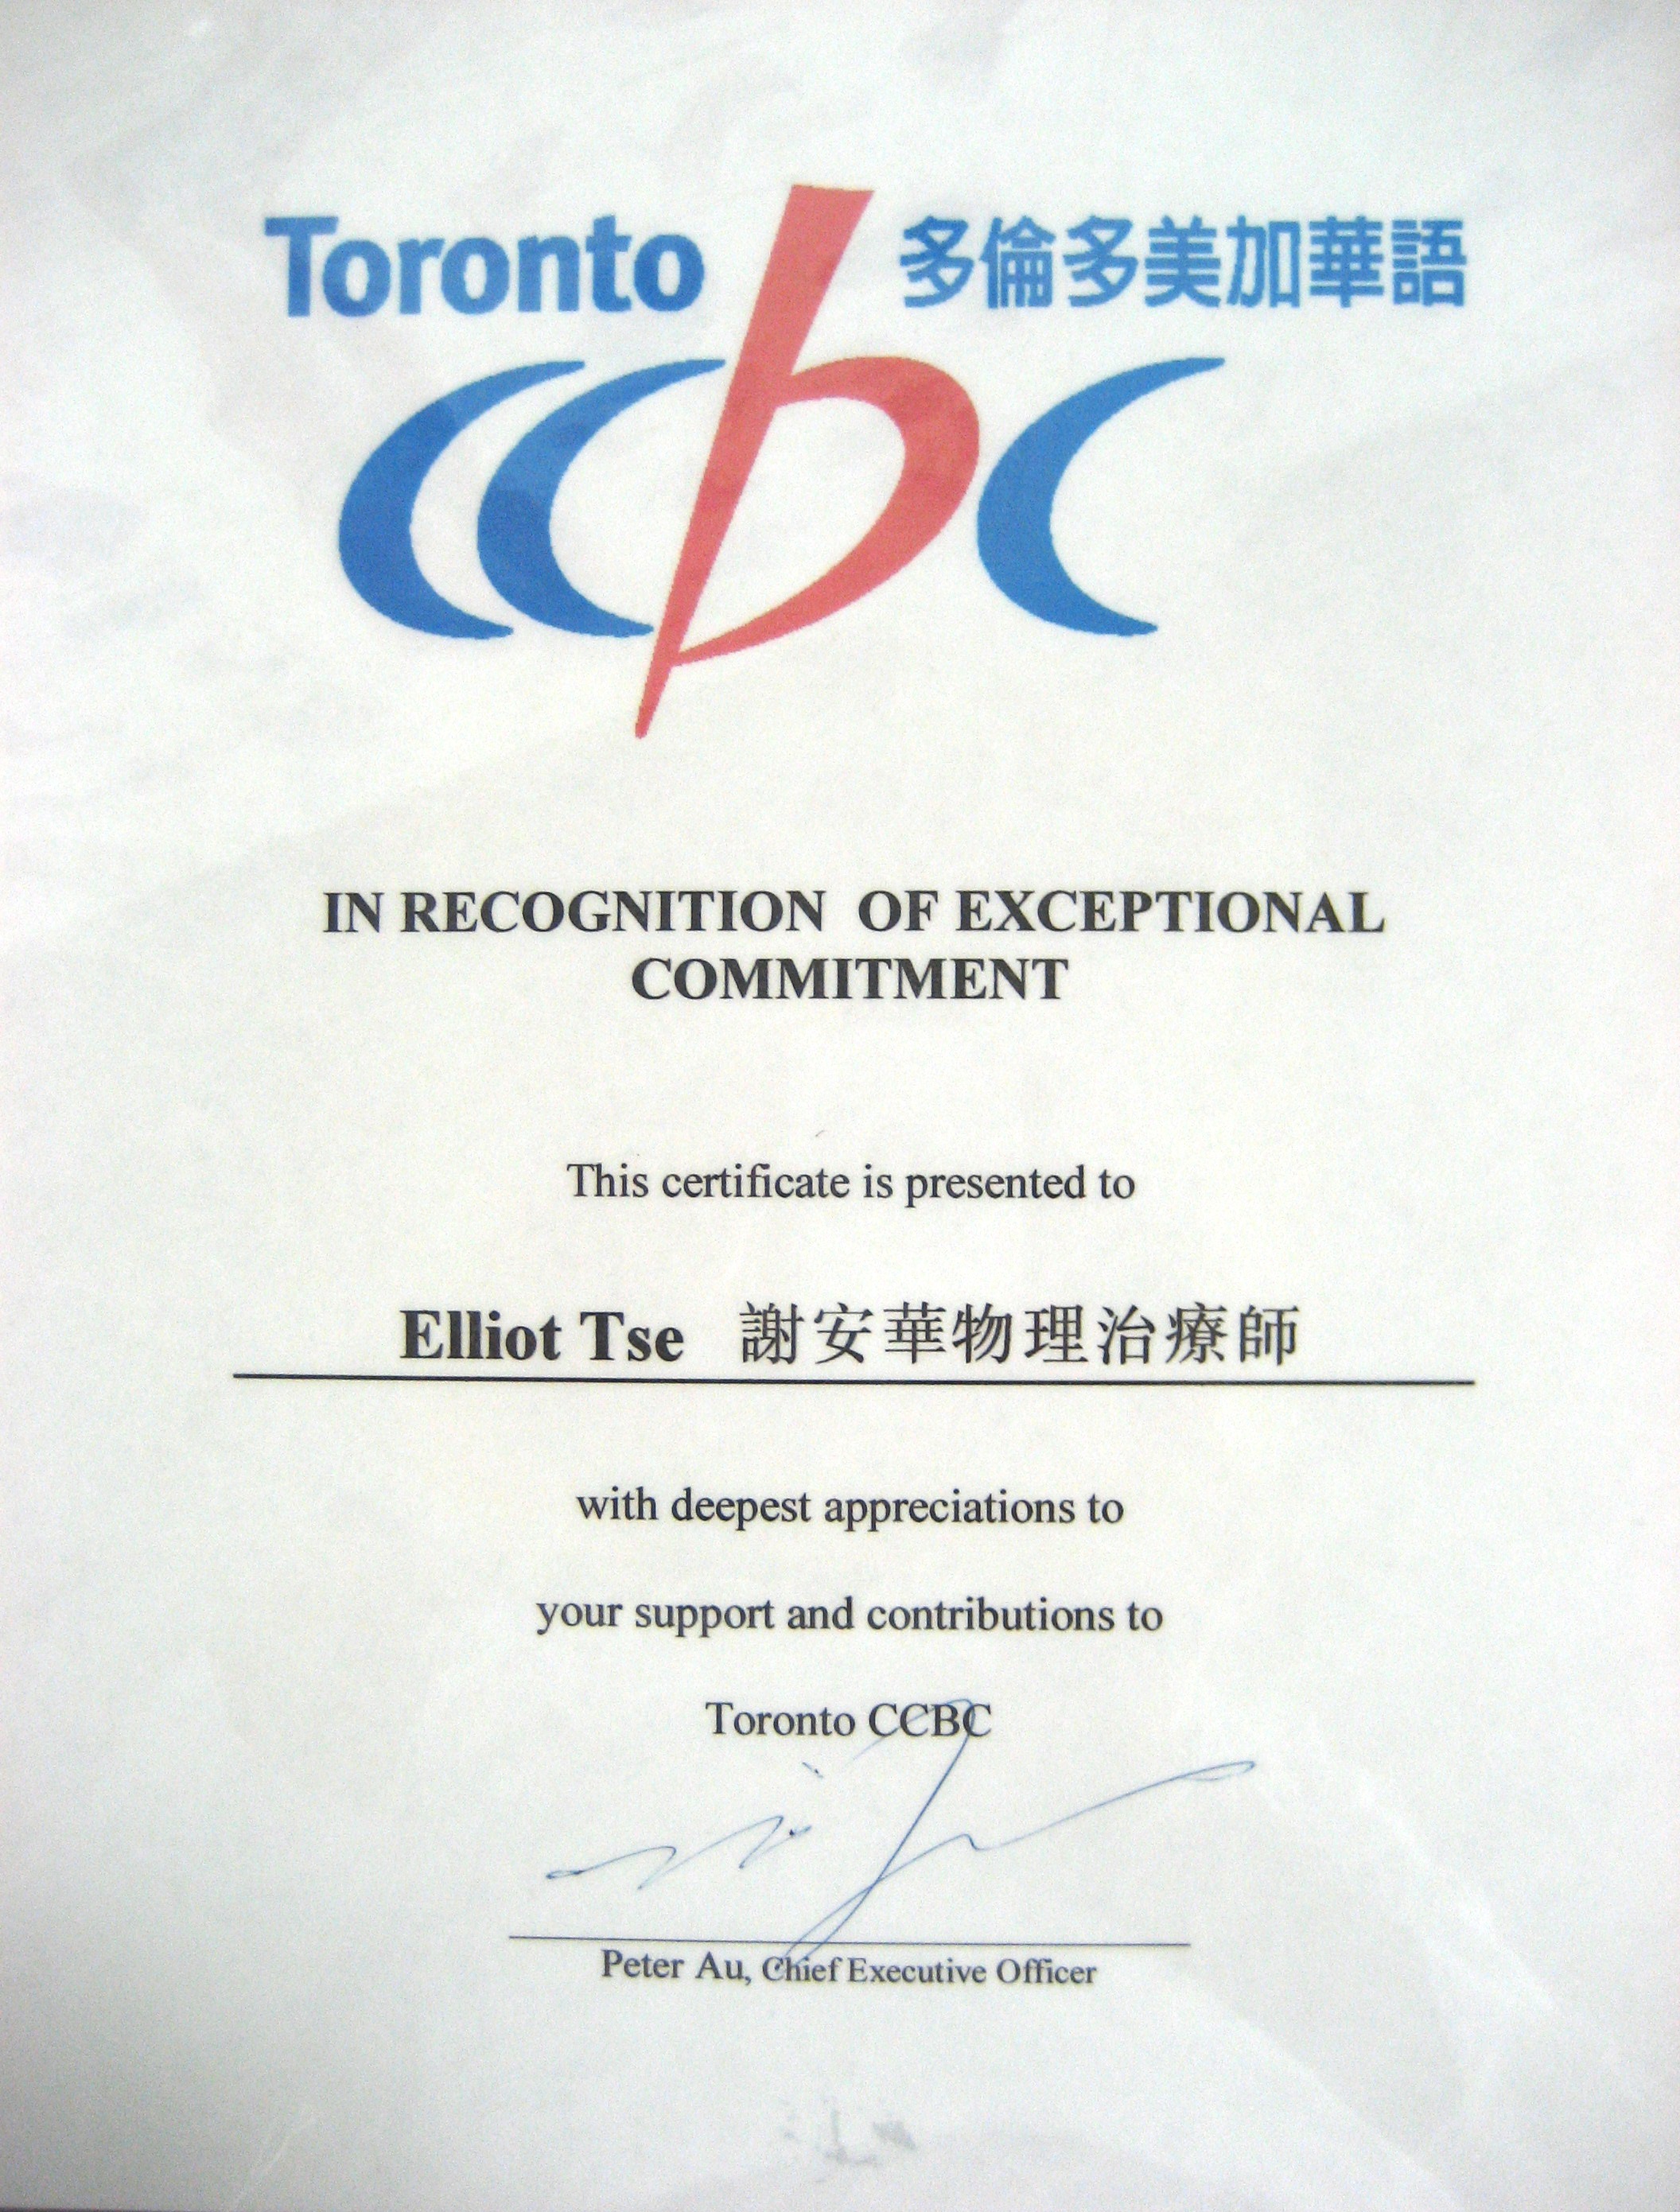 Toronto 多倫多美加華語
ccbc
IN RECOGNITION OF EXCEPTIONAL
COMMITMENT
This certificate is presented to
Elliot Tse 謝安華物理治療師
with deepest appreciations to
your support and contributions to
Toronto CCBC
Peter Au, Chief Executive Officer